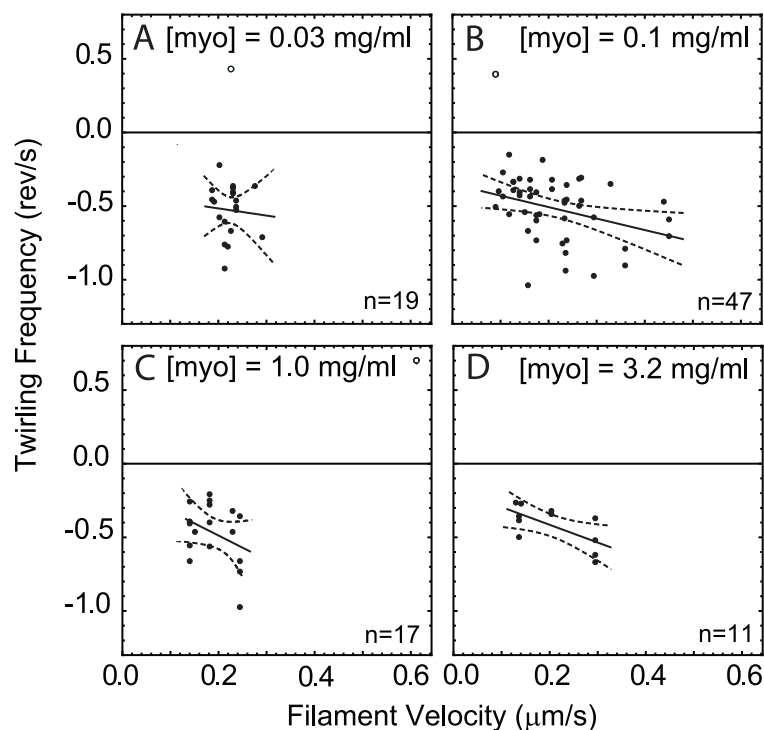 A [myo] = 0.03 mg/ml
B [myo] = 0.1 mg/ml
0.5
0.0
-0.5
-1.0
n=19
n=47
C [myo] = 1.0 mg/ml
D [myo] = 3.2 mg/ml
0.5
0.0
-0.5
-1.0
n=17
n=11
0.0 0.2 0.4 0.6 0.0 0.2 0.4 0.6
Twirling Frequency (rev/s)
Filament Velocity (μm/s)